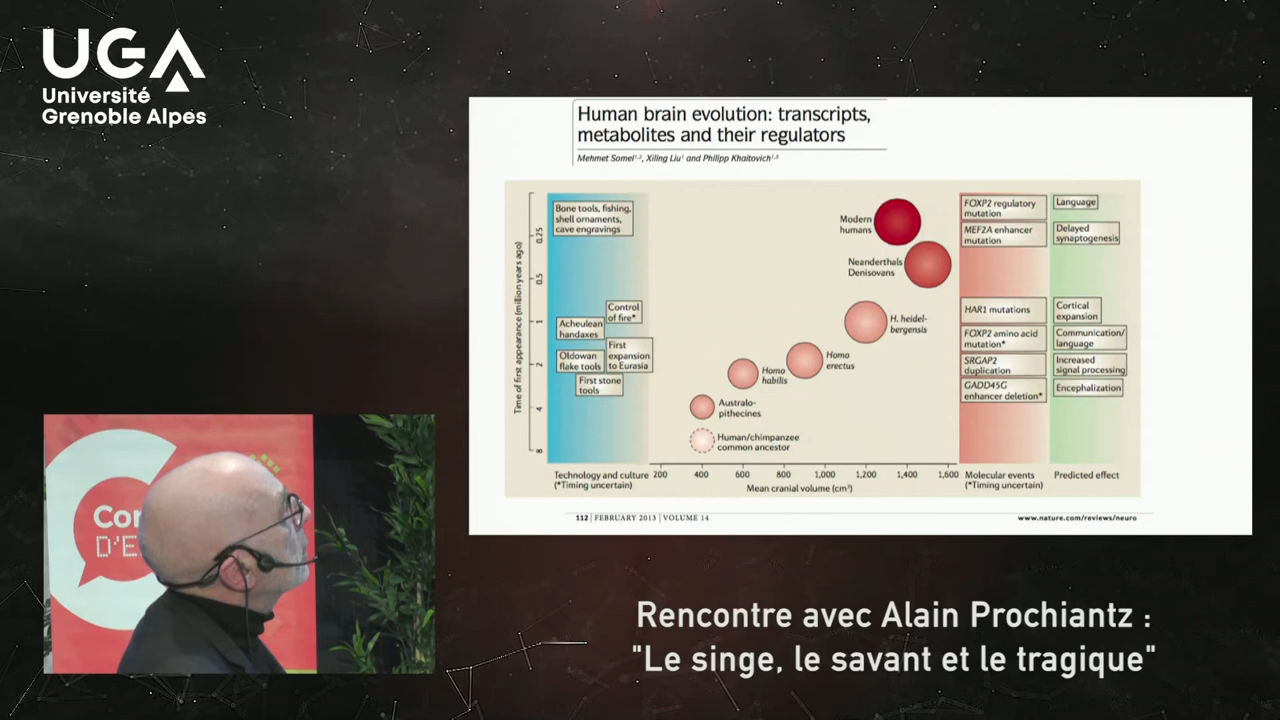 UGA
Université
Grenoble Alpes
Human brain evolution: transcripts,
metabolites and their regulators
Mehmet Somel1,2, Xiling Liu1 and Philipp Khaitovich1,3
Time of first appearance (million years ago)
0.25
0.5
1
2
4
8
Bone tools, fishing,
shell ornaments,
cave engravings
Control
of fire*
Acheulean
handaxes
First
expansion
to Eurasia
Oldowan
flake tools
First stone
tools
Modern
humans
Neanderthals
Denisovans
H. heidel-
bergensis
Homo
erectus
Homo
habilis
Australo-
pithecines
Human/chimpanzee
common ancestor
FOXP2 regulatory
mutation
MEF2A enhancer
mutation
HAR1 mutations
FOXP2 amino acid
mutation*
SRGAP2
duplication
GADD45G
enhancer deletion*
Language
Delayed
synaptogenesis
Cortical
expansion
Communication/
language
Increased
signal processing
Encephalization
Technology and culture
(*Timing uncertain)
200 400 600 800 1,000 1,200 1,400 1,600
Mean cranial volume (cm3)
Molecular events
(*Timing uncertain)
Predicted effect
112 | FEBRUARY 2013 | VOLUME 14
www.nature.com/reviews/neuro
Rencontre avec Alain Prochiantz :
"Le singe, le savant et le tragique"